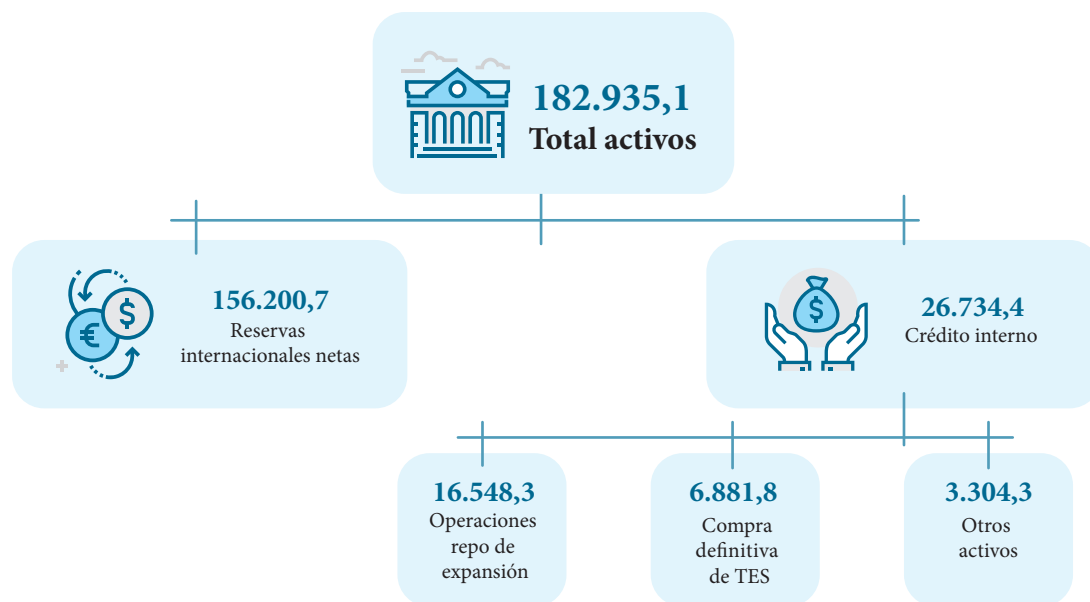 182.935,1
Total activos
156.200,7
Reservas
internacionales netas
26.734,4
Crédito interno
16.548,3
Operaciones
repo de
expansión
6.881,8
Compra
definitiva
de TES
3.304,3
Otros
activos